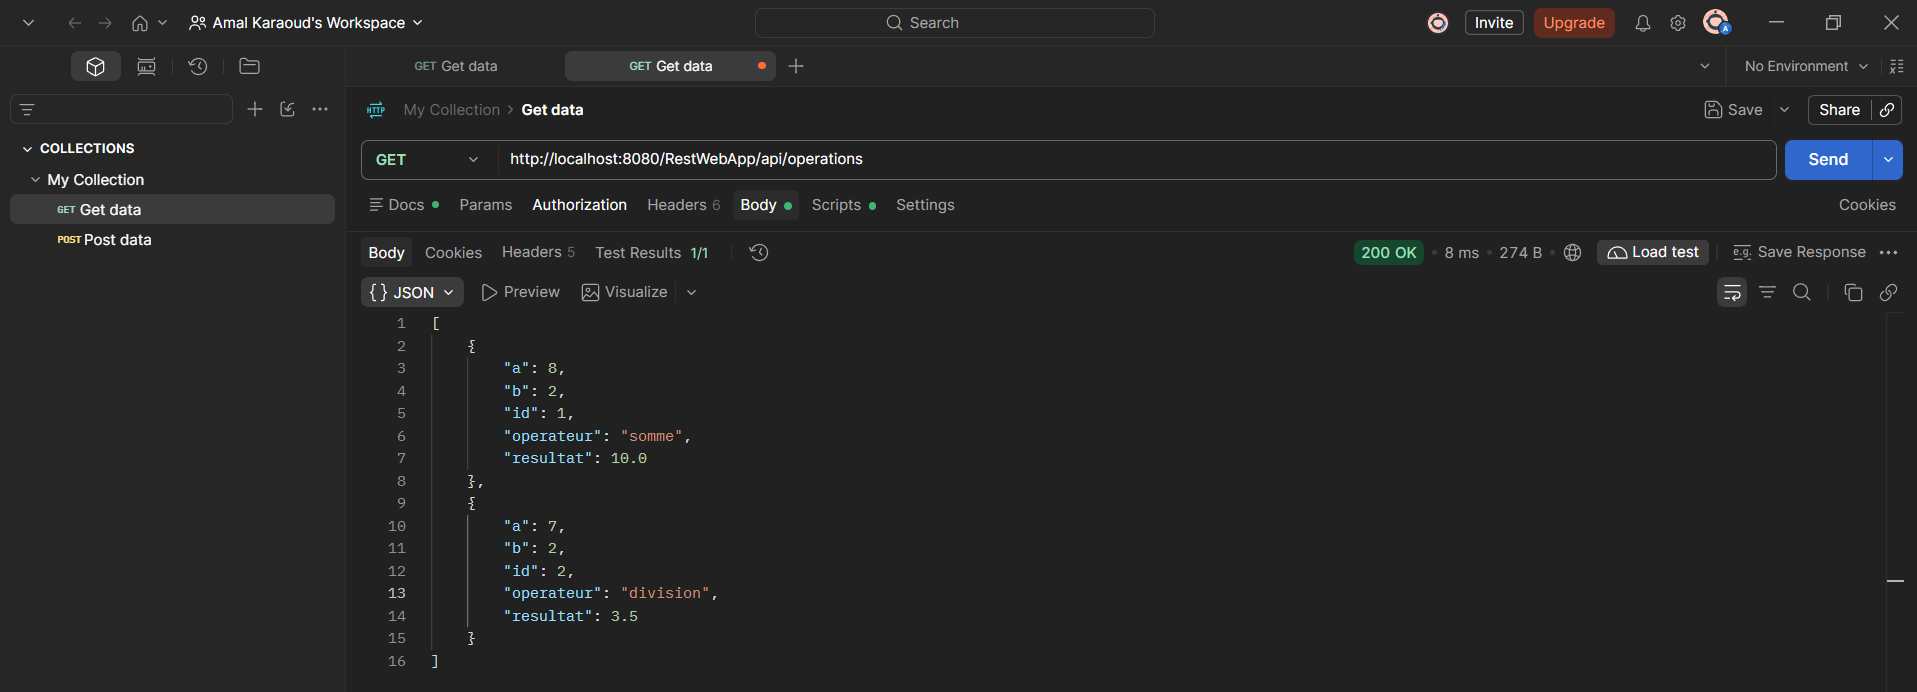 Amal Karaoud's Workspace
Search
Invite
Upgrade
A
GET Get data
GET Get data
No Environment
HTTP My Collection > Get data
Save
Share
COLLECTIONS
My Collection
GET Get data
POST Post data
GET
http://localhost:8080/RestWebApp/api/operations
Send
Docs
Params
Authorization
Headers 6
Body
Scripts
Settings
Cookies
Body
Cookies
Headers 5
Test Results 1/1
200 OK
8 ms
274 B
Load test
e.g. Save Response
{} JSON
Preview
Visualize
1 [
2 {
3 "a": 8,
4 "b": 2,
5 "id": 1,
6 "operateur": "somme",
7 "resultat": 10.0
8 },
9 {
10 "a": 7,
11 "b": 2,
12 "id": 2,
13 "operateur": "division",
14 "resultat": 3.5
15 }
16 ]